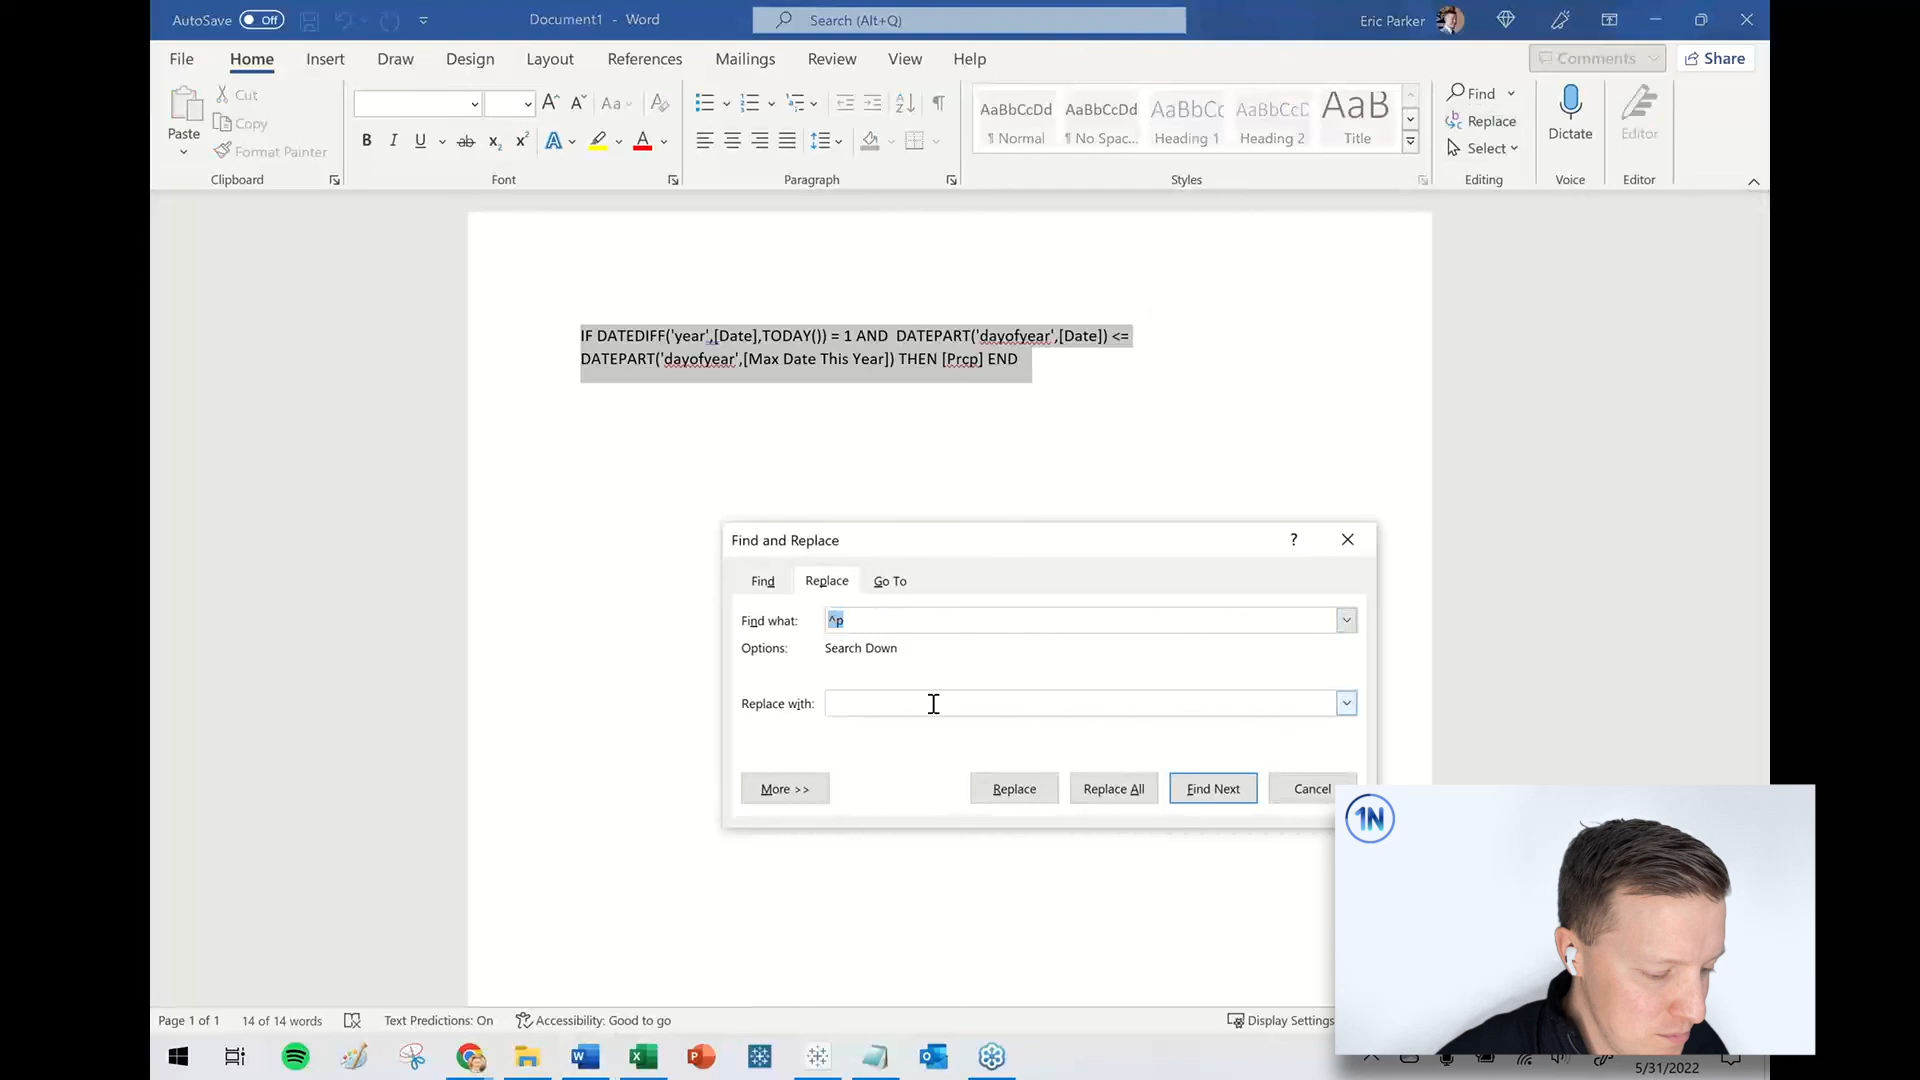 AutoSave Off Document1 - Word Search (Alt+Q) Eric Parker
File Home Insert Draw Design Layout References Mailings Review View Help Comments Share
Paste Cut Copy Format Painter
B I U ab x₂ x² A A Aa A A A
AaBbCcDd AaBbCcDd AaBbCc AaBbCcD AaB
¶ Normal ¶ No Spac... Heading 1 Heading 2 Title
Find
Replace
Select
Dictate Editor
Clipboard Font Paragraph Styles Editing Voice Editor
IF DATEDIFF('year',[Date],TODAY()) = 1 AND  DATEPART('dayofyear',[Date]) <=
DATEPART('dayofyear',[Max Date This Year]) THEN [Prcp] END
Find and Replace ?
Find Replace Go To
Find what: ^p
Options: Search Down
Replace with:
More >> Replace Replace All Find Next Cancel
1N
Page 1 of 1 14 of 14 words Text Predictions: On Accessibility: Good to go Display Settings
5/31/2022